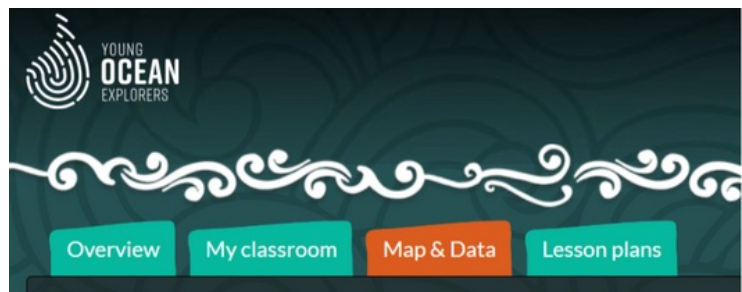 YOUNG
OCEAN
EXPLORERS
Overview My classroom Map & Data Lesson plans